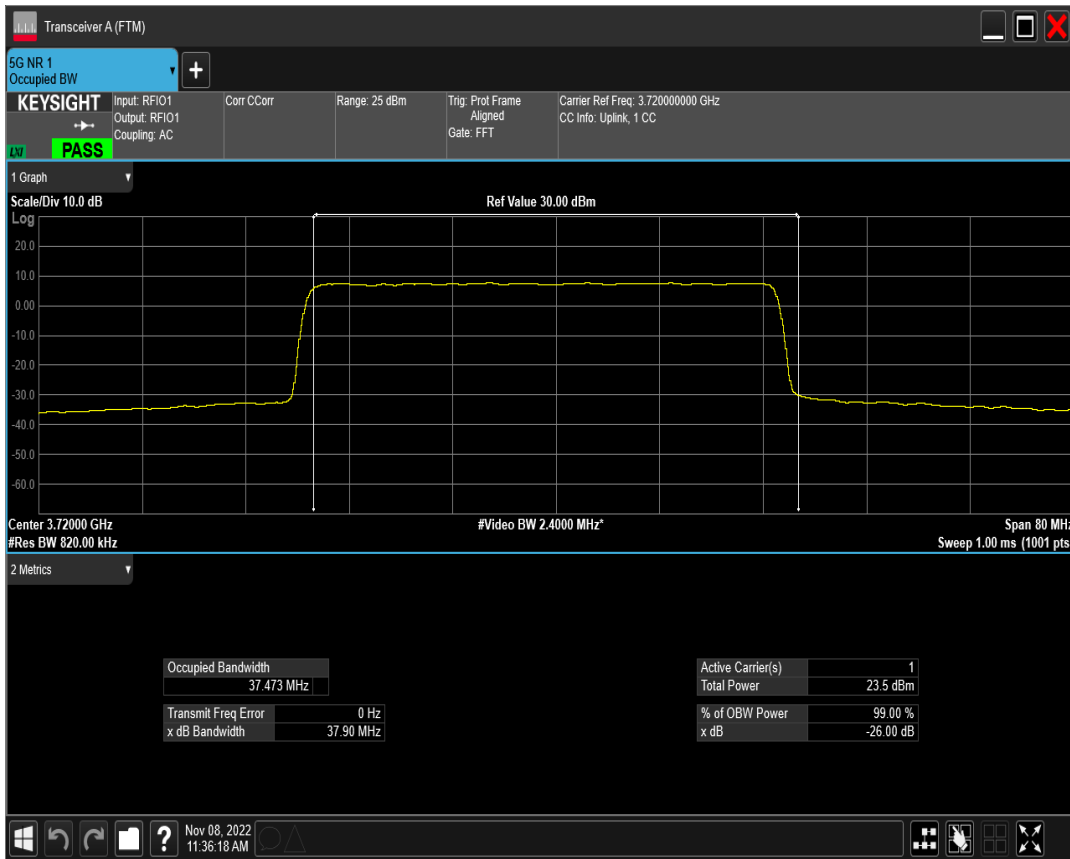 Transceiver A (FTM)
5G NR 1
Occupied BW
KEYSIGHT
Input: RFIO1
Output: RFIO1
Coupling: AC
Corr CCorr
Range: 25 dBm
Trig: Prot Frame
Aligned
Gate: FFT
Carrier Ref Freq: 3.720000000 GHz
CC Info: Uplink, 1 CC
LXI
PASS
1 Graph
Scale/Div 10.0 dB
Ref Value 30.00 dBm
Log
20.0
10.0
0.00
-10.0
-20.0
-30.0
-40.0
-50.0
-60.0
Center 3.72000 GHz
#Video BW 2.4000 MHz*
Span 80 MHz
#Res BW 820.00 kHz
Sweep 1.00 ms (1001 pts
2 Metrics
Occupied Bandwidth
37.473 MHz
Transmit Freq Error 0 Hz
x dB Bandwidth 37.90 MHz
Active Carrier(s) 1
Total Power 23.5 dBm
% of OBW Power 99.00 %
x dB -26.00 dB
?
Nov 08, 2022
11:36:18 AM